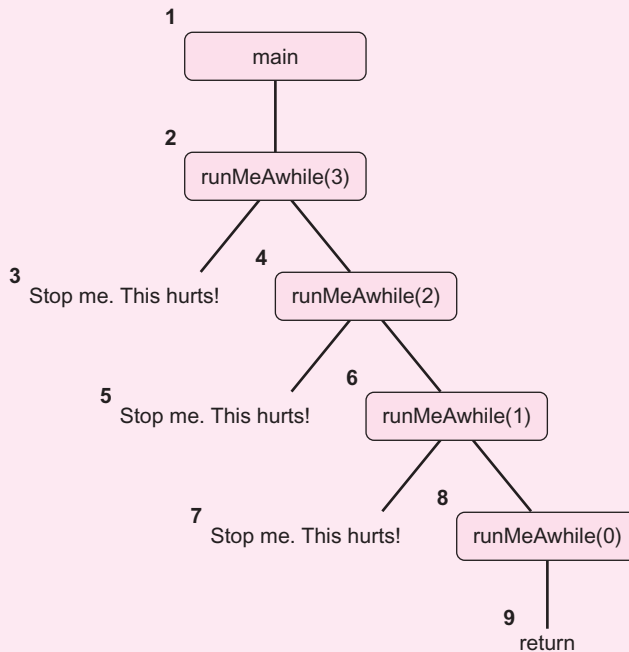 1
main
2
runMeAwhile(3)
3
Stop me. This hurts!
4
runMeAwhile(2)
5
Stop me. This hurts!
6
runMeAwhile(1)
7
Stop me. This hurts!
8
runMeAwhile(0)
9
return